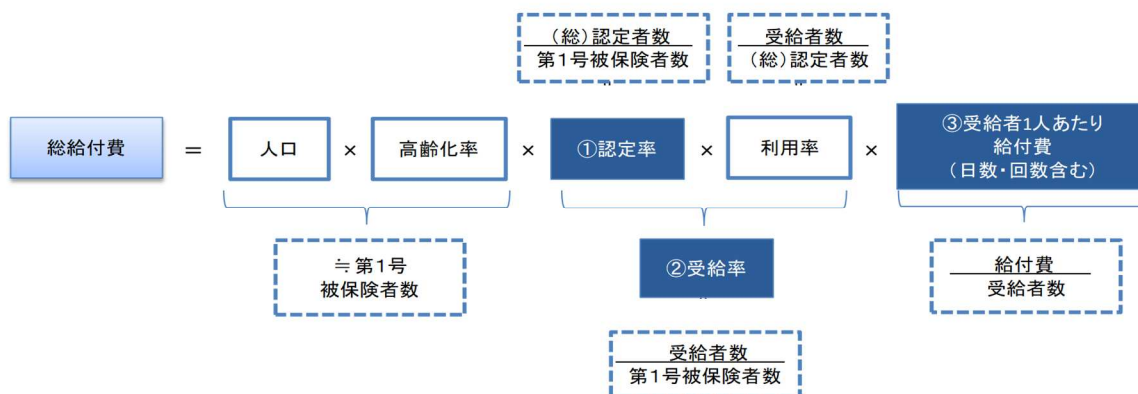 (総)認定者数
第1号被保険者数
受給者数
(総)認定者数
総給付費
=
人口
×
高齢化率
×
①認定率
×
利用率
×
③受給者1人あたり
給付費
(日数・回数含む)
≒第1号
被保険者数
②受給率
給付費
受給者数
受給者数
第1号被保険者数